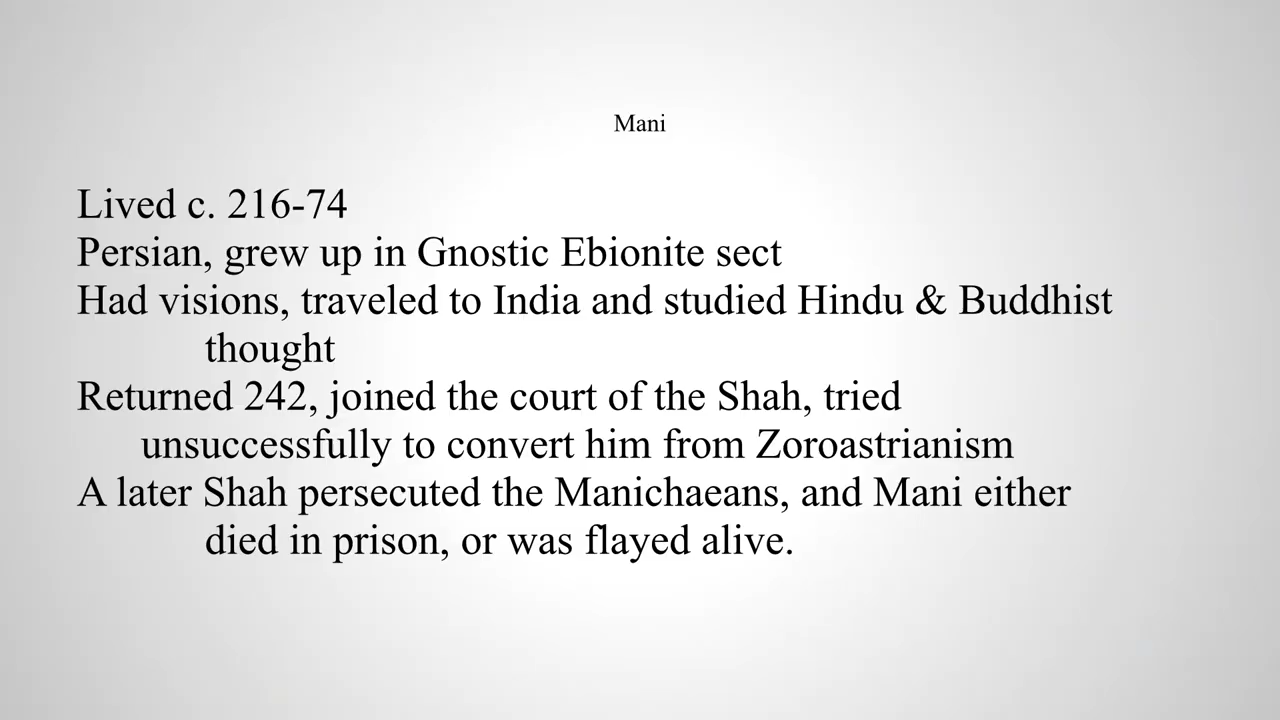 Mani
Lived c. 216-74
Persian, grew up in Gnostic Ebionite sect
Had visions, traveled to India and studied Hindu & Buddhist
thought
Returned 242, joined the court of the Shah, tried
unsuccessfully to convert him from Zoroastrianism
A later Shah persecuted the Manichaeans, and Mani either
died in prison, or was flayed alive.